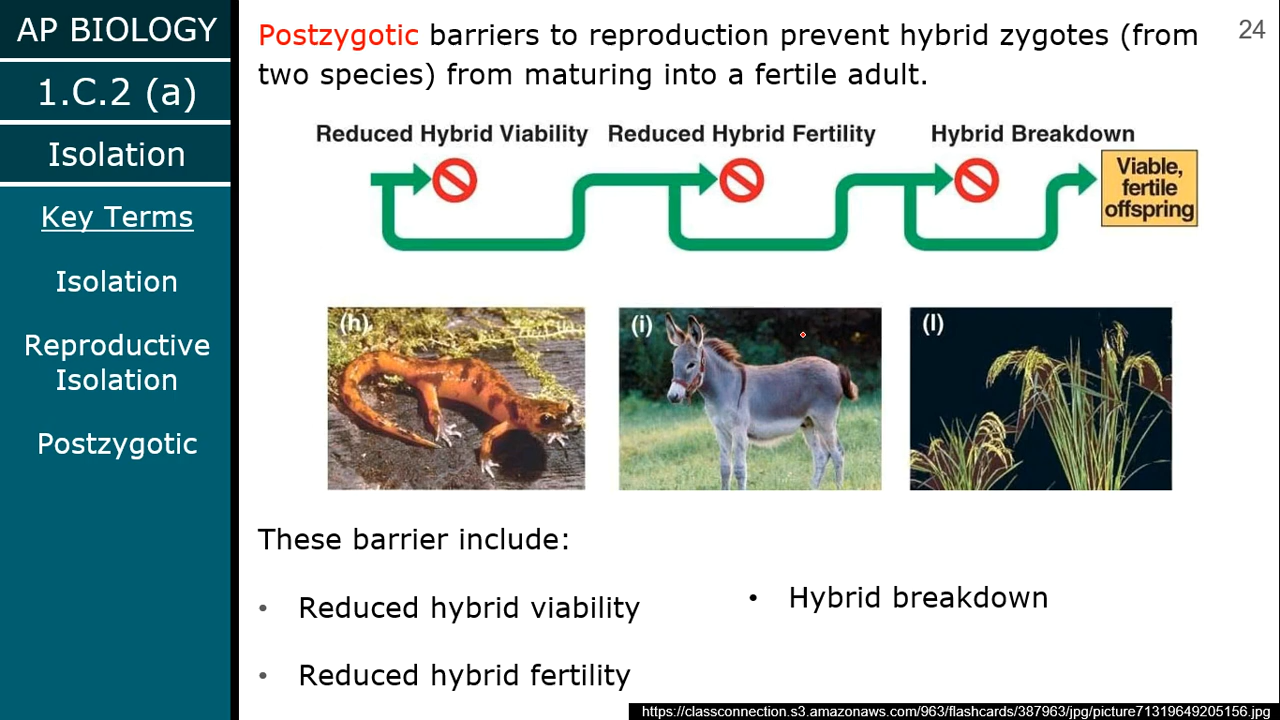 AP BIOLOGY
1.C.2 (a)
Isolation
Key Terms
Isolation
Reproductive
Isolation
Postzygotic
24
Postzygotic barriers to reproduction prevent hybrid zygotes (from
two species) from maturing into a fertile adult.
Reduced Hybrid Viability
Reduced Hybrid Fertility
Hybrid Breakdown
Viable,
fertile
offspring
(h)
(i)
(l)
These barrier include:
• Reduced hybrid viability
• Reduced hybrid fertility
• Hybrid breakdown
https://classconnection.s3.amazonaws.com/963/flashcards/387963/jpg/picture71319649205156.jpg